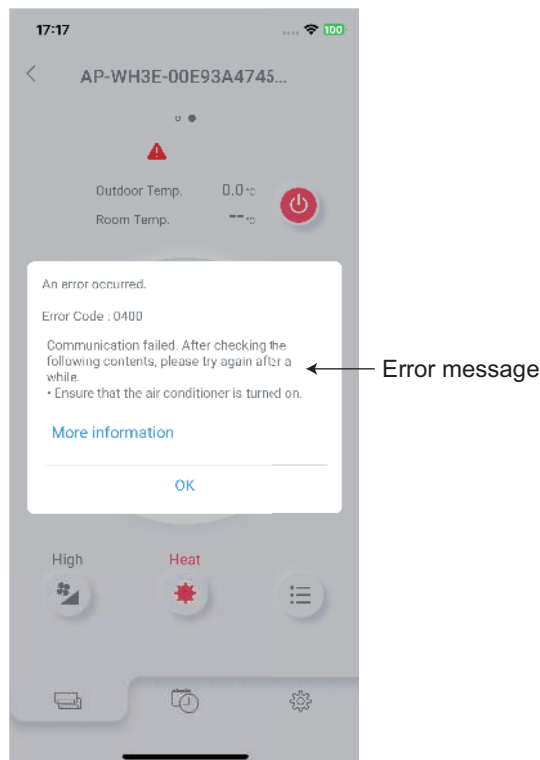 17:17
100
AP-WH3E-00E93A4745...
Outdoor Temp. 0.0 °C
Room Temp. -- °C
An error occurred.
Error Code : 0400
Communication failed. After checking the
following contents, please try again after a
while.
• Ensure that the air conditioner is turned on.
Error message
More information
OK
High
Heat